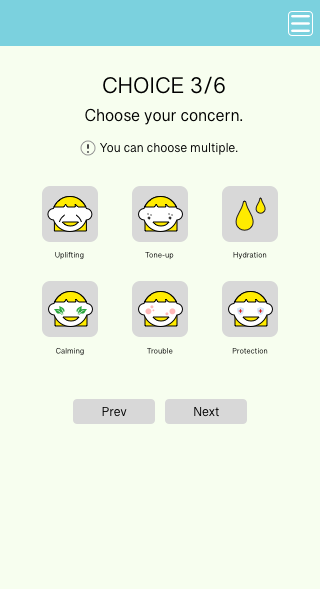 CHOICE 3/6
Choose your concern.
You can choose multiple.
Uplifting Tone-up Hydration
Calming Trouble Protection
Prev Next